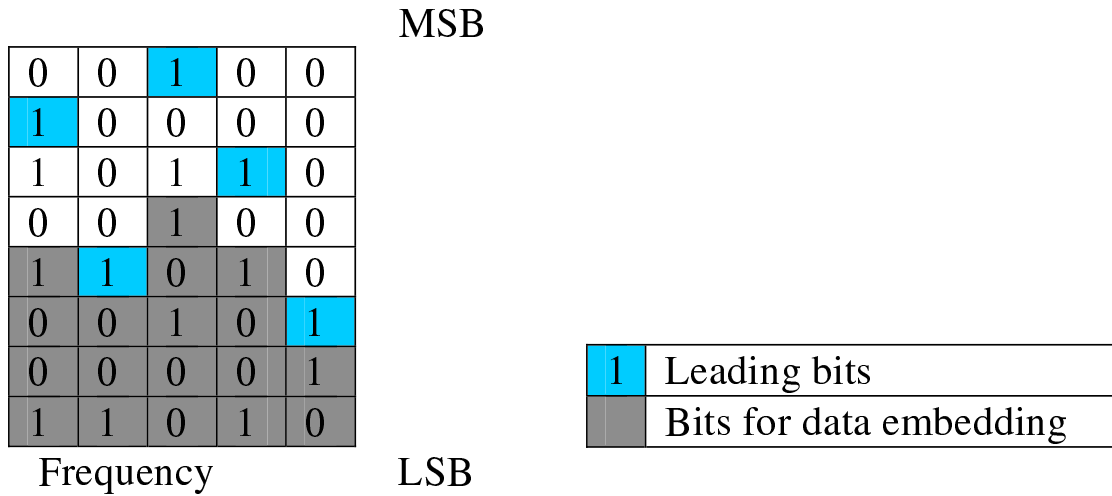 MSB
0 0 1 0 0
1 0 0 0 0
1 0 1 1 0
0 0 1 0 0
1 1 0 1 0
0 0 1 0 1
0 0 0 0 1
1 1 0 1 0
Frequency
LSB
1 Leading bits
Bits for data embedding